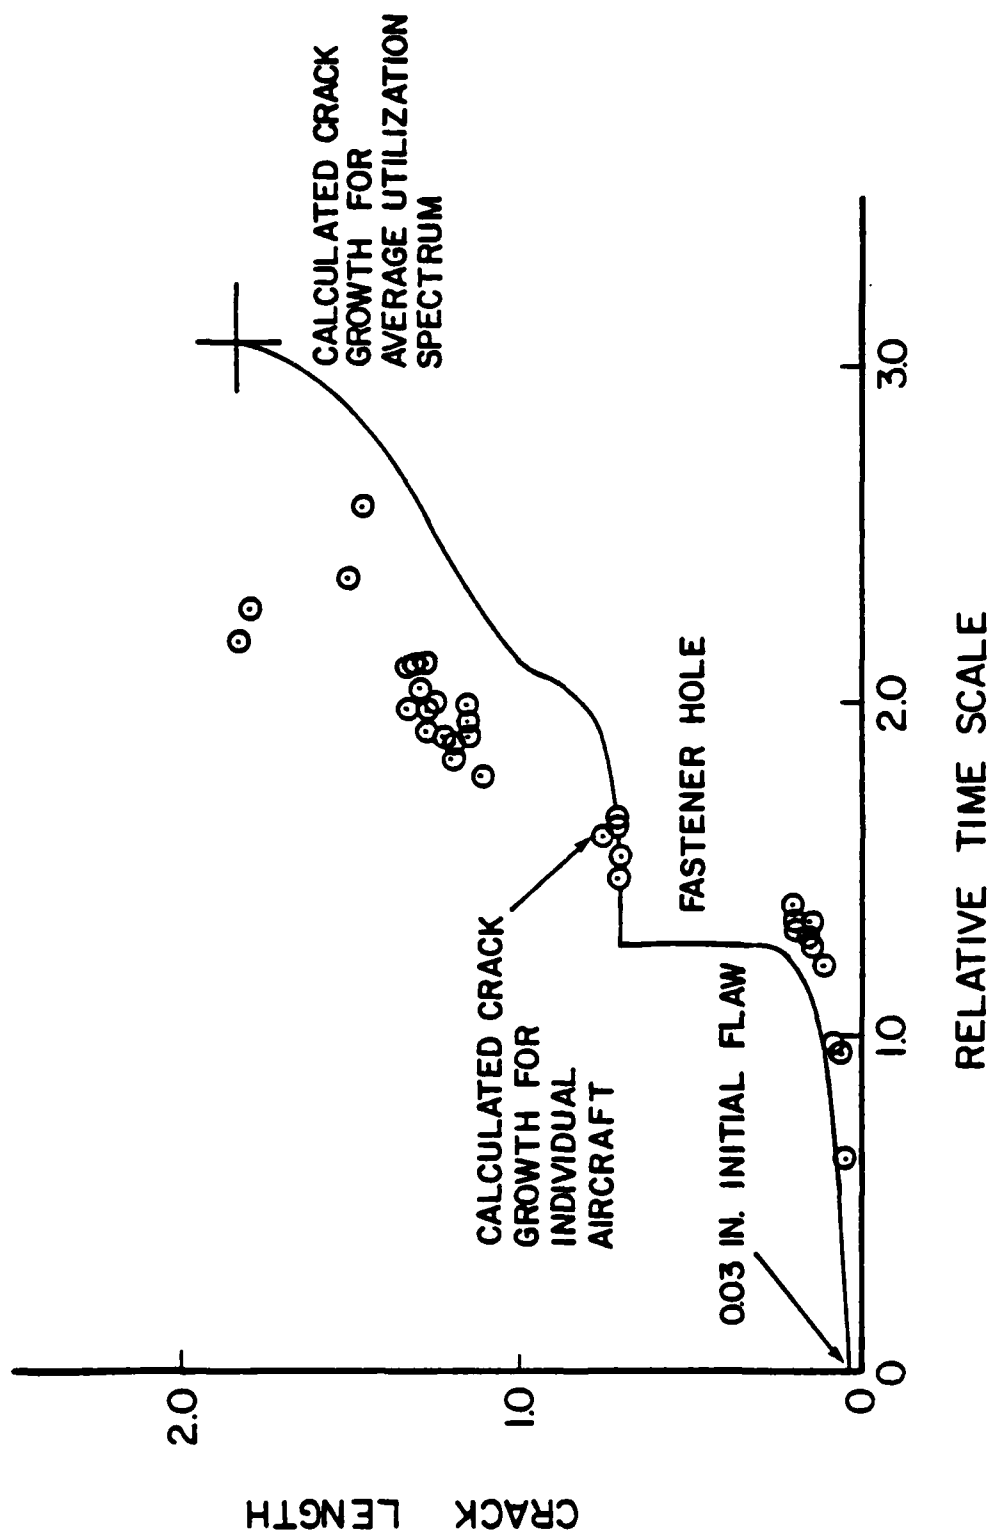 CALCULATED CRACK
GROWTH FOR
AVERAGE UTILIZATION
SPECTRUM
CALCULATED CRACK
GROWTH FOR
INDIVIDUAL
AIRCRAFT
FASTENER HOLE
0.03 IN. INITIAL FLAW
2.0
1.0
0
0
1.0
2.0
3.0
CRACK LENGTH
RELATIVE TIME SCALE